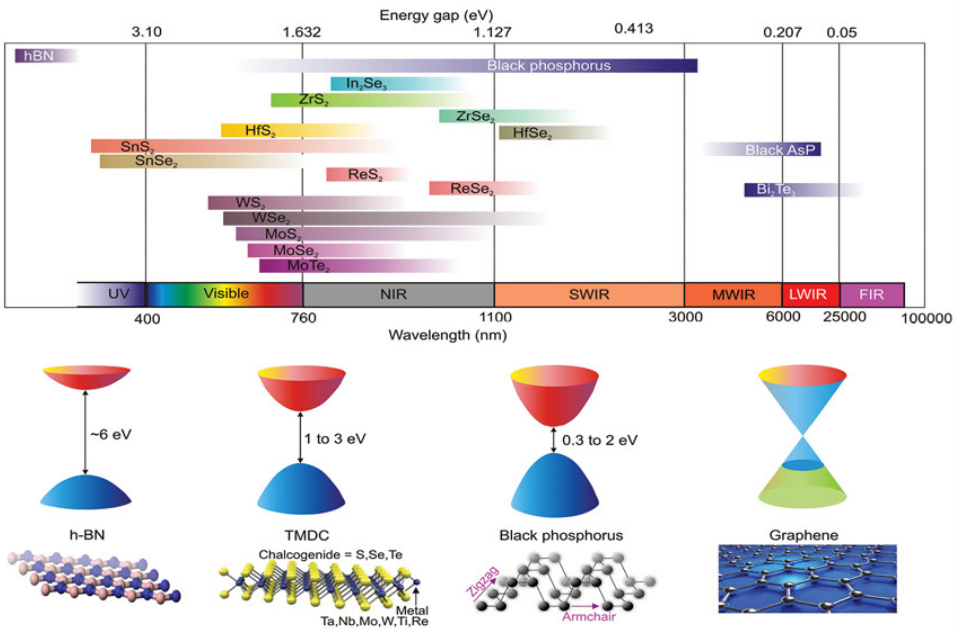 Energy gap (eV)
3.10 1.632 1.127 0.413 0.207 0.05
hBN
Black phosphorus
In₂Se₃
ZrS₂
ZrSe₂
HfS₂
HfSe₂
SnS₂
Black AsP
SnSe₂
ReS₂
ReSe₂
Bi₂Te₂
WS₂
WSe₂
MoS₂
MoSe₂
MoTe₂
UV Visible NIR SWIR MWIR LWIR FIR
400 760 1100 3000 6000 25000 100000
Wavelength (nm)
~6 eV
1 to 3 eV
0.3 to 2 eV
h-BN TMDC Black phosphorus Graphene
Chalcogenide = S,Se,Te
Zigzag
Metal
Armchair
Ta,Nb,Mo,W,Ti,Re